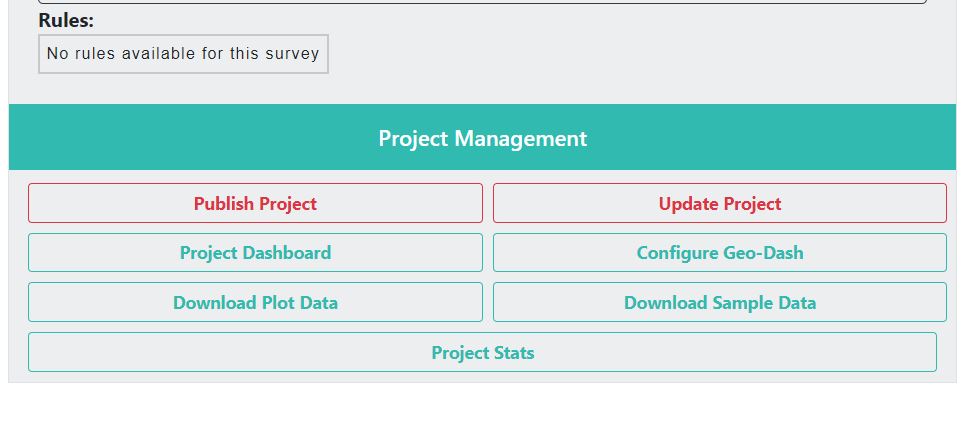 Rules:
No rules available for this survey
Project Management
Publish Project
Update Project
Project Dashboard
Configure Geo-Dash
Download Plot Data
Download Sample Data
Project Stats